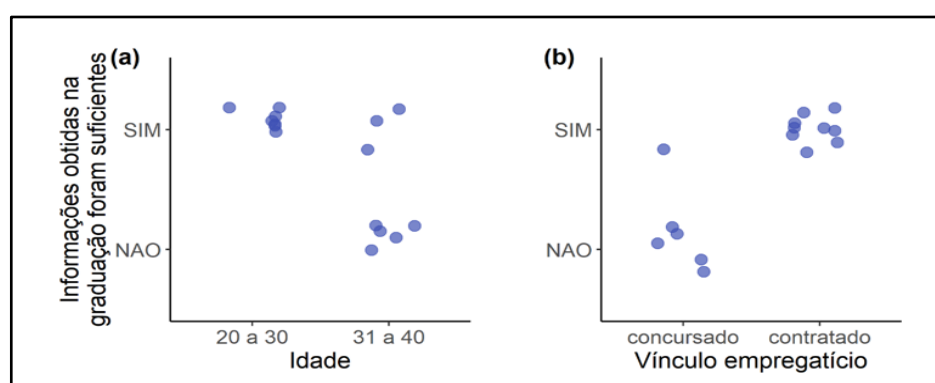 Informações obtidas na
graduação foram suficientes
(a)
SIM
NAO
20 a 30
31 a 40
Idade
(b)
SIM
NAO
concursado
contratado
Vínculo empregatício